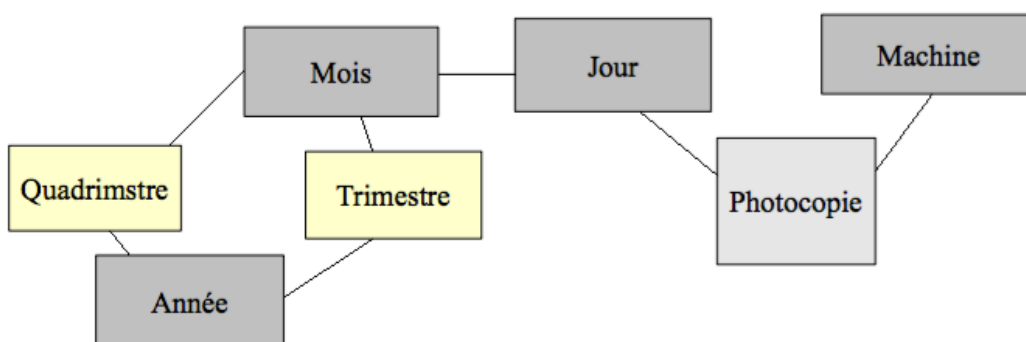 Mois
Jour
Machine
Quadrimstre
Trimestre
Photocopie
Année